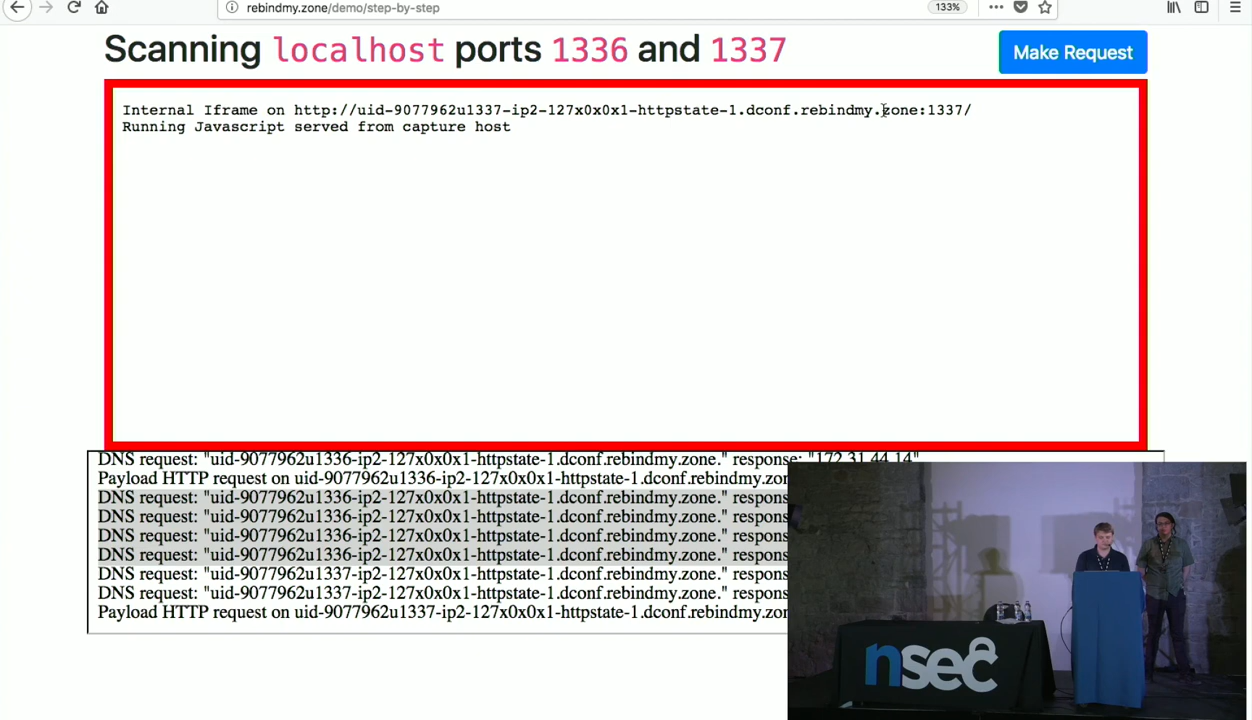 rebindmy.zone/demo/step-by-step
133%
Scanning localhost ports 1336 and 1337
Make Request
Internal Iframe on http://uid-9077962u1337-ip2-127x0x0x1-httpstate-1.dconf.rebindmy.zone:1337/
Running Javascript served from capture host
DNS request: "uid-9077962u1336-ip2-127x0x0x1-httpstate-1.dconf.rebindmy.zone." response: "172.31.44.14"
Payload HTTP request on uid-9077962u1336-ip2-127x0x0x1-httpstate-1.dconf.rebindmy.zon
DNS request: "uid-9077962u1336-ip2-127x0x0x1-httpstate-1.dconf.rebindmy.zone." respons
DNS request: "uid-9077962u1336-ip2-127x0x0x1-httpstate-1.dconf.rebindmy.zone." respons
DNS request: "uid-9077962u1336-ip2-127x0x0x1-httpstate-1.dconf.rebindmy.zone." respons
DNS request: "uid-9077962u1336-ip2-127x0x0x1-httpstate-1.dconf.rebindmy.zone." respons
DNS request: "uid-9077962u1337-ip2-127x0x0x1-httpstate-1.dconf.rebindmy.zone." respons
DNS request: "uid-9077962u1337-ip2-127x0x0x1-httpstate-1.dconf.rebindmy.zone." respons
Payload HTTP request on uid-9077962u1337-ip2-127x0x0x1-httpstate-1.dconf.rebindmy.zon
nsec